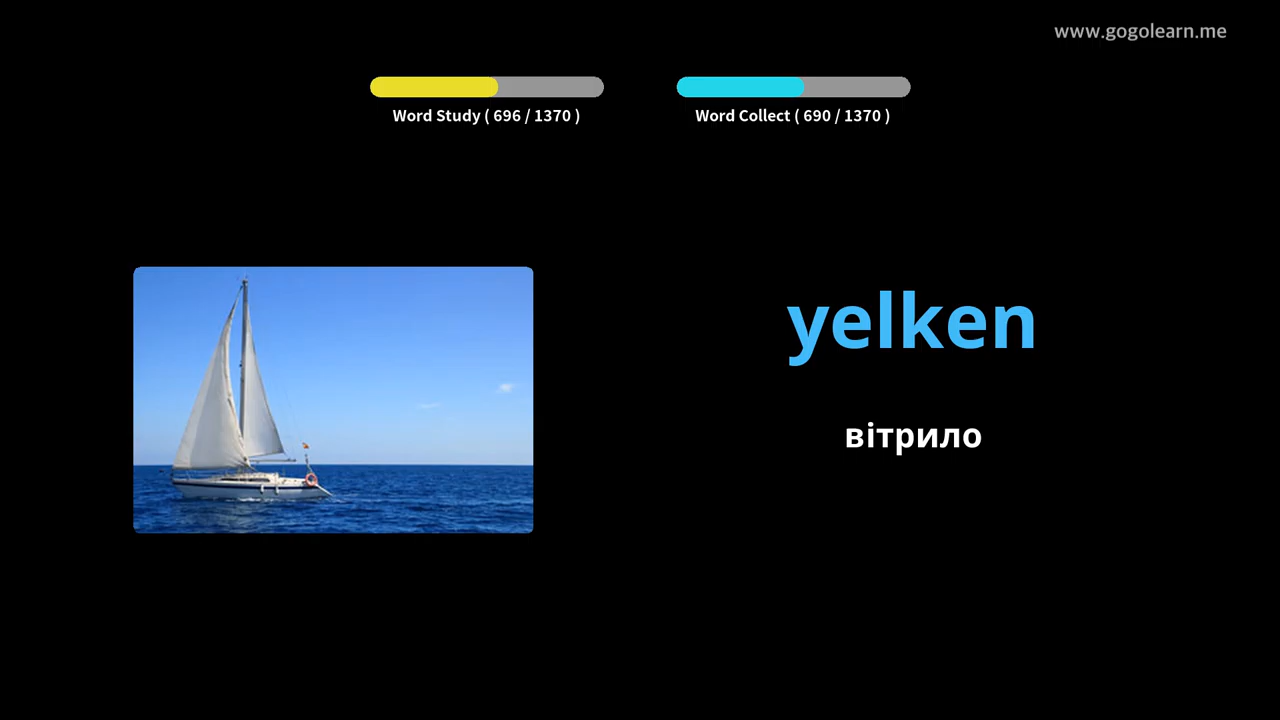 www.gogolearn.me
Word Study ( 696 / 1370 )
Word Collect ( 690 / 1370 )
yelken
вітрило